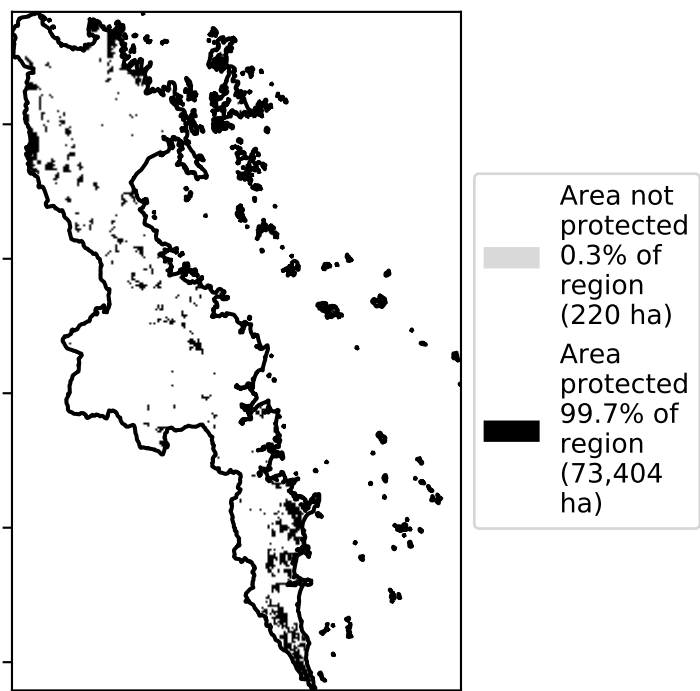 Area not
protected
0.3% of
region
(220 ha)
Area
protected
99.7% of
region
(73,404
ha)